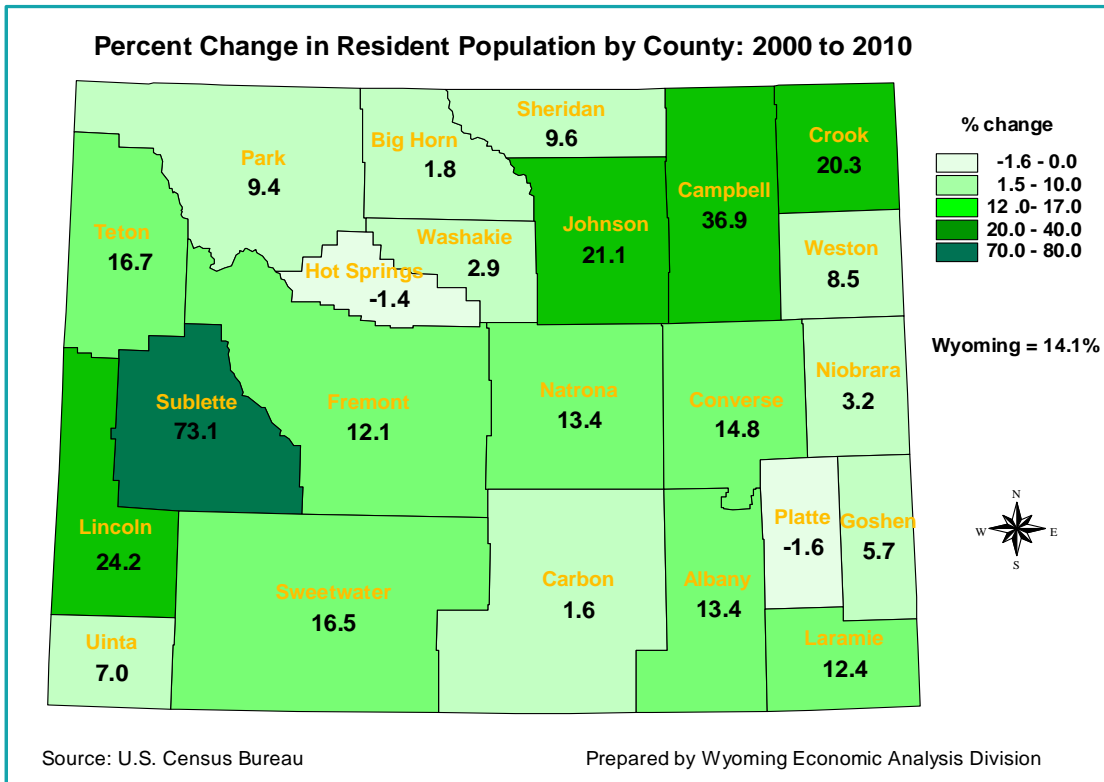 Percent Change in Resident Population by County: 2000 to 2010
Sheridan
9.6
Big Horn
1.8
Park
9.4
Crook
20.3
Campbell
36.9
Johnson
21.1
Teton
16.7
Washakie
2.9
Weston
8.5
Hot Springs
-1.4
Niobrara
3.2
Natrona
13.4
Converse
14.8
Sublette
73.1
Fremont
12.1
Lincoln
24.2
Platte
-1.6
Goshen
5.7
Carbon
1.6
Albany
13.4
Sweetwater
16.5
Laramie
12.4
Uinta
7.0
% change
-1.6 - 0.0
1.5 - 10.0
12 .0- 17.0
20.0 - 40.0
70.0 - 80.0
Wyoming = 14.1%
N
W E
S
Source: U.S. Census Bureau
Prepared by Wyoming Economic Analysis Division